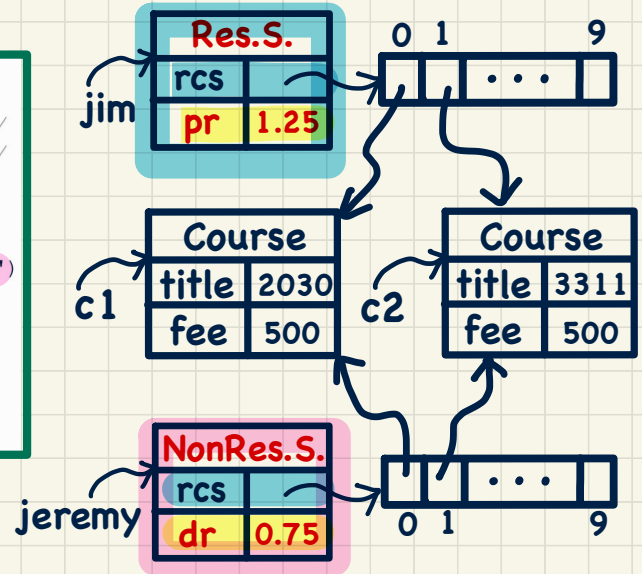 Res.S.
0 1 9
rcs
...
jim
pr 1.25
")
Course
title 2030
fee 500
c1
Course
title 3311
fee 500
c2
NonRes.S.
rcs
...
jeremy
dr 0.75
0 1 9